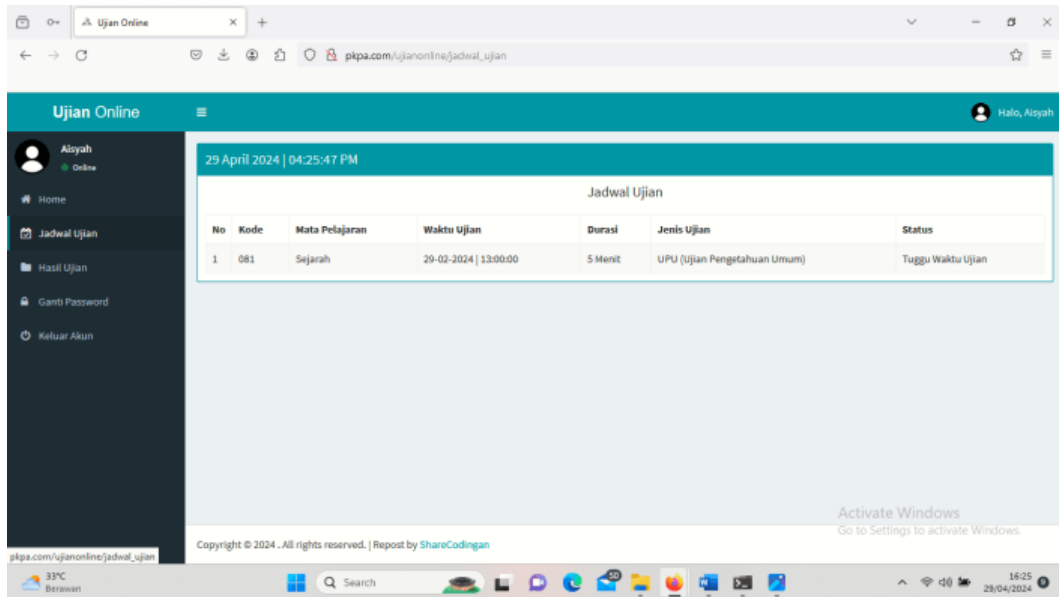 Ujian Online
pkpa.com/ujianonline/jadwal_ujian
Ujian Online
Halo, Aisyah
Aisyah
Online
Home
Jadwal Ujian
Hasil Ujian
Ganti Password
Keluar Akun
29 April 2024 | 04:25:47 PM
Jadwal Ujian
No Kode Mata Pelajaran Waktu Ujian Durasi Jenis Ujian Status
1 081 Sejarah 29-02-2024 | 13:00:00 5 Menit UPU (Ujian Pengetahuan Umum) Tuggu Waktu Ujian
Activate Windows
Go to Settings to activate Windows.
Copyright © 2024 . All rights reserved. | Repost by ShareCodingan
pkpa.com/ujianonline/jadwal_ujian
33°C
Berawan
Search
50
16:25
29/04/2024